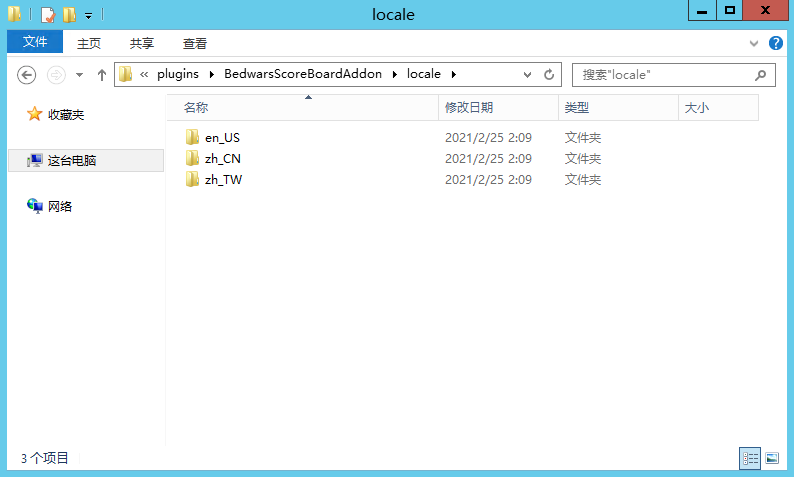 locale
文件 主页 共享 查看
« plugins BedwarsScoreBoardAddon locale 搜索"locale"
名称 修改日期 类型 大小
收藏夹
这台电脑
网络
en_US 2021/2/25 2:09 文件夹
zh_CN 2021/2/25 2:09 文件夹
zh_TW 2021/2/25 2:09 文件夹
3 个项目